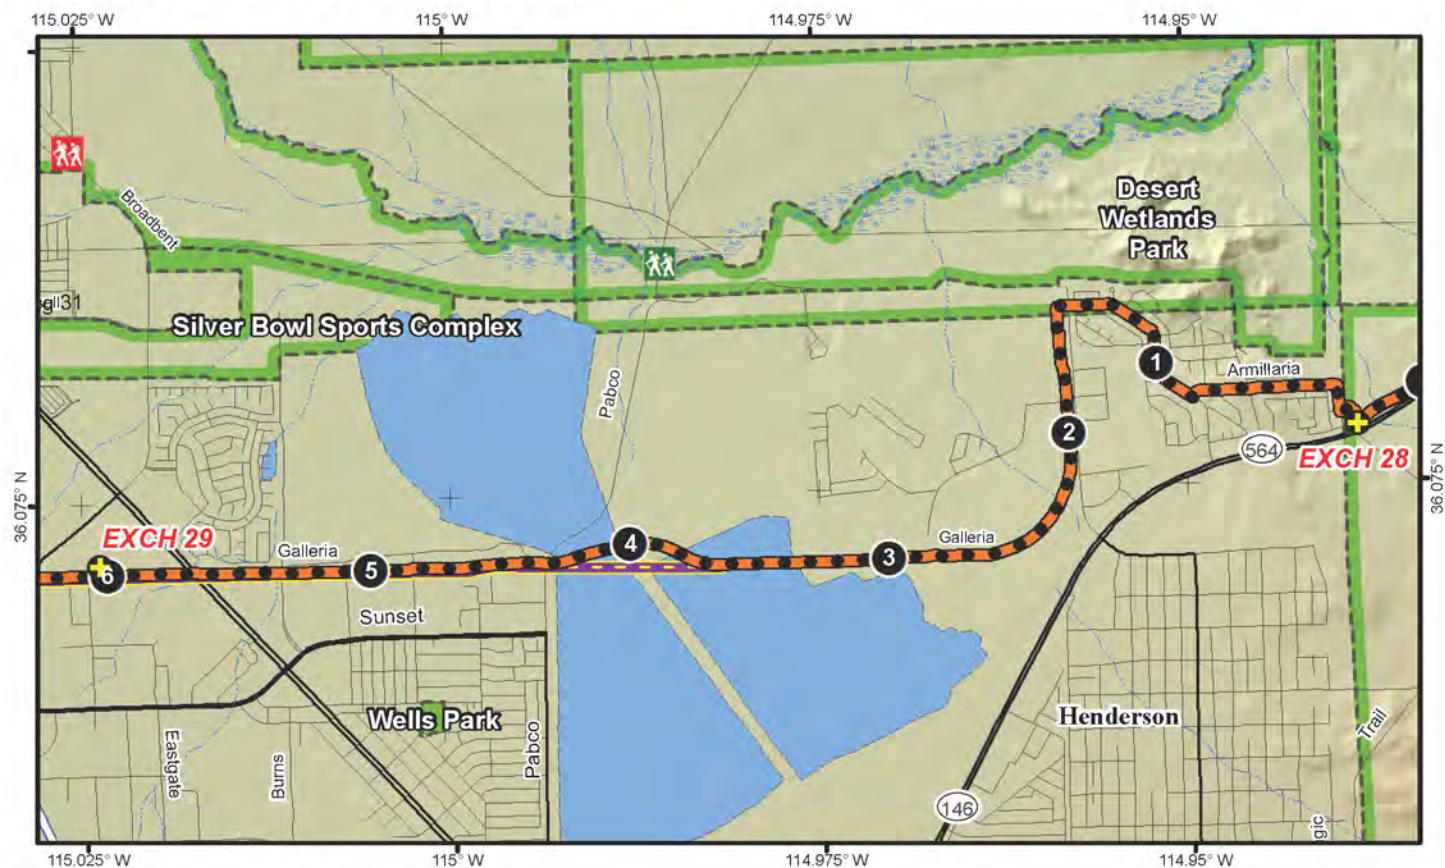 115.025° W
115° W
114.975° W
114.95° W
Desert
Wetlands
Park
Broadbent
31
Silver Bowl Sports Complex
1
Armillaria
Pabco
2
564
EXCH 28
36.075° N
36.075° N
EXCH 29
Galleria
4
Galleria
3
6
5
Sunset
Wells Park
Henderson
Pabco
Trail
Eastgate
Burns
146
gic
115.025° W
115° W
114.975° W
114.95° W